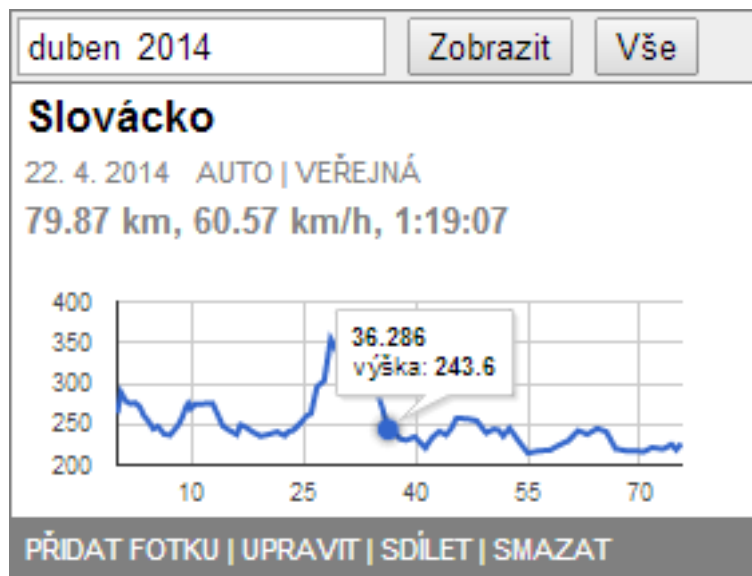 duben 2014 Zobrazit Vše
Slovácko
22. 4. 2014 AUTO | VEŘEJNÁ
79.87 km, 60.57 km/h, 1:19:07
400
350
300
250
200
36.286
výška: 243.6
10 25 40 55 70
PŘIDAT FOTKU | UPRAVIT | SDÍLET | SMAZAT